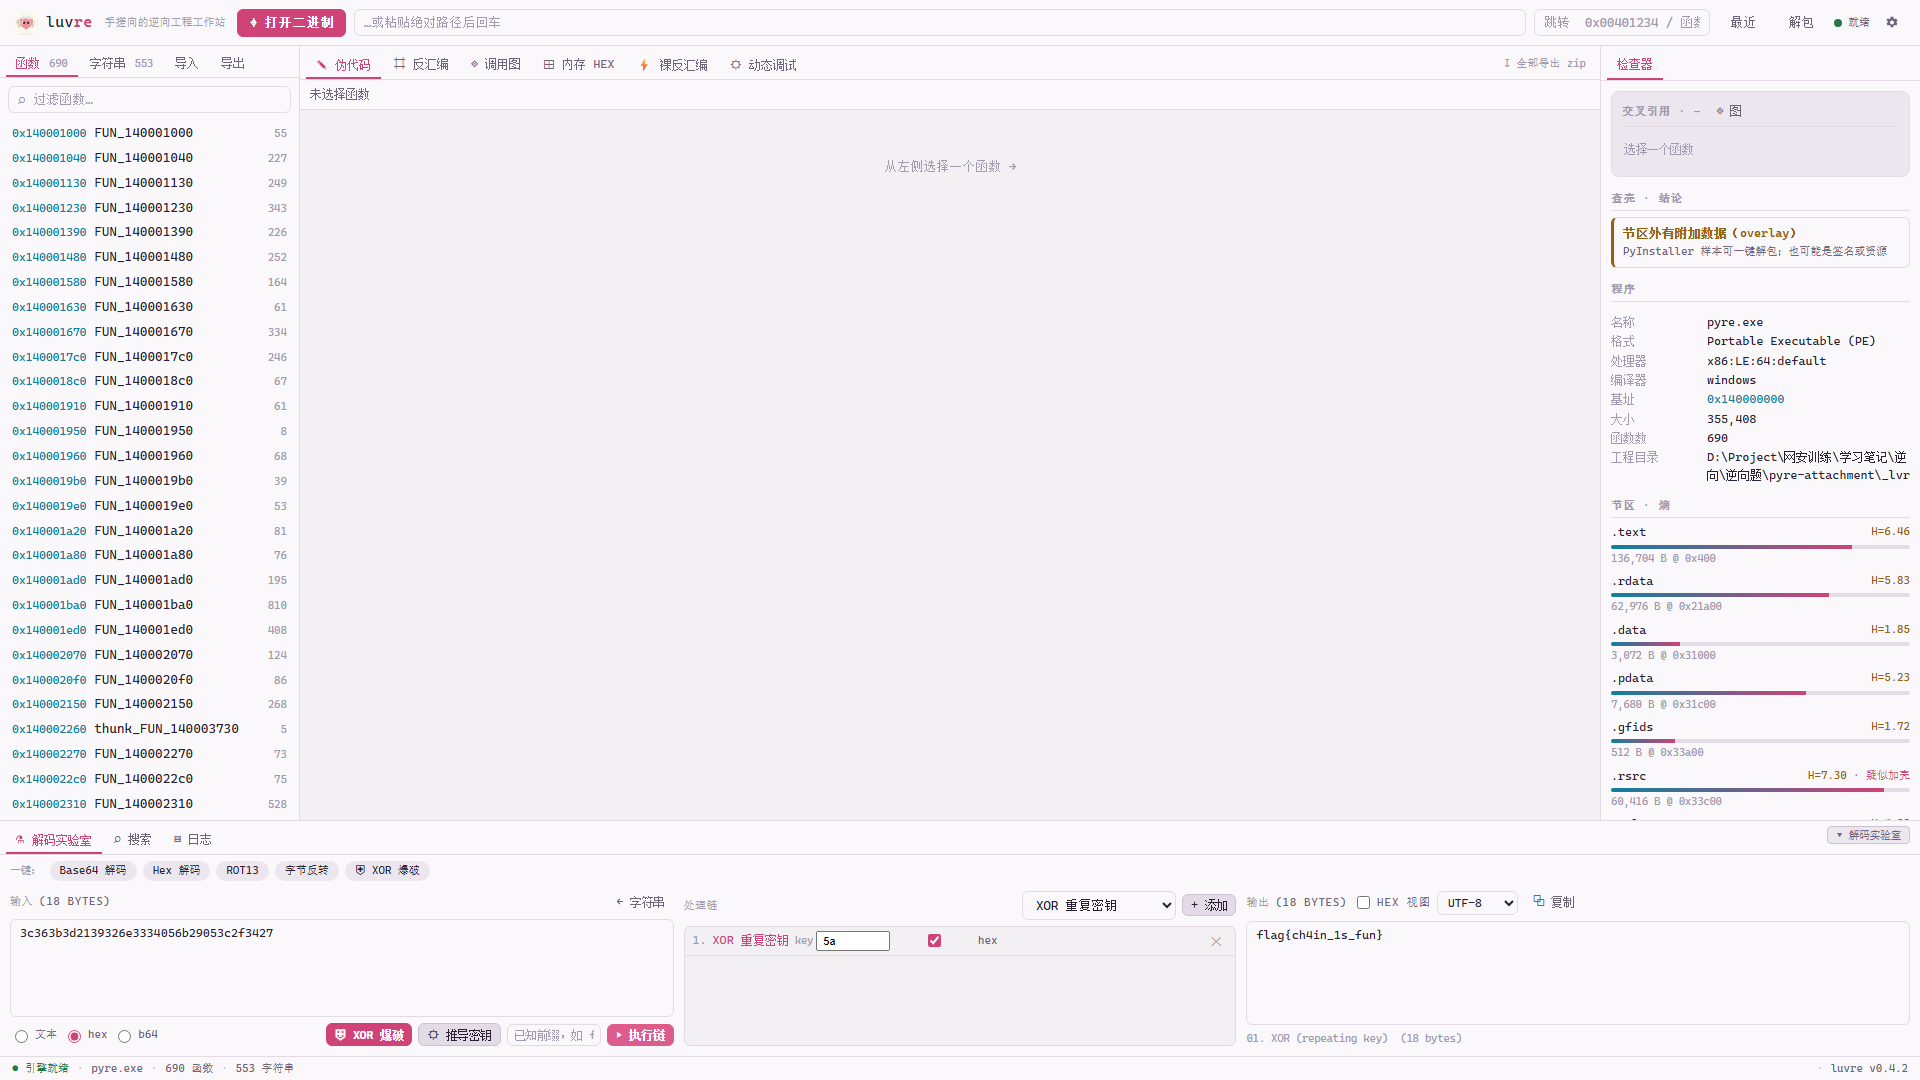 luvre 手搓向的逆向工程工作站 打开二进制 …或粘贴绝对路径后回车 跳转 0x00401234 / 最近 解包 就绪
函数 690 字符串 553 导入 导出
过滤函数…
0x140001000 FUN_140001000 55
0x140001040 FUN_140001040 227
0x140001130 FUN_140001130 249
0x140001230 FUN_140001230 343
0x140001390 FUN_140001390 226
0x140001480 FUN_140001480 252
0x140001580 FUN_140001580 164
0x140001630 FUN_140001630 61
0x140001670 FUN_140001670 334
0x1400017c0 FUN_1400017c0 246
0x1400018c0 FUN_1400018c0 67
0x140001910 FUN_140001910 61
0x140001950 FUN_140001950 8
0x140001960 FUN_140001960 68
0x1400019b0 FUN_1400019b0 39
0x1400019e0 FUN_1400019e0 53
0x140001a20 FUN_140001a20 81
0x140001a80 FUN_140001a80 76
0x140001ad0 FUN_140001ad0 195
0x140001ba0 FUN_140001ba0 810
0x140001ed0 FUN_140001ed0 408
0x140002070 FUN_140002070 124
0x1400020f0 FUN_1400020f0 86
0x140002150 FUN_140002150 268
0x140002260 thunk_FUN_140003730 5
0x140002270 FUN_140002270 73
0x1400022c0 FUN_1400022c0 75
0x140002310 FUN_140002310 528
伪代码 反汇编 调用图 内存 HEX 裸反汇编 动态调试 全部导出 zip
未选择函数
从左侧选择一个函数 →
检查器
交叉引用 · — 图
选择一个函数
查壳 · 结论
节区外有附加数据（overlay）
PyInstaller 样本可一键解包；也可能是签名或资源
程序
名称 pyre.exe
格式 Portable Executable (PE)
处理器 x86:LE:64:default
编译器 windows
基址 0x140000000
大小 355,408
函数数 690
工程目录 D:\Project\网安训练\学习笔记\逆
向\逆向题\pyre-attachment\_lvr
节区 · 熵
.text H=6.46
136,704 B @ 0x400
.rdata H=5.83
62,976 B @ 0x21a00
.data H=1.85
3,072 B @ 0x31000
.pdata H=5.23
7,680 B @ 0x31c00
.gfids H=1.72
512 B @ 0x33a00
.rsrc H=7.30 · 疑似加壳
60,416 B @ 0x33c00
解码实验室 搜索 日志 ▾ 解码实验室
一键: Base64 解码 Hex 解码 ROT13 字节反转 XOR 爆破
输入 (18 BYTES) ← 字符串
3c363b3d2139326e3334056b29053c2f3427
文本 hex b64 XOR 爆破 推导密钥 已知前缀，如 执行链
处理链 XOR 重复密钥 + 添加
1. XOR 重复密钥 key 5a hex
输出 (18 BYTES) HEX 视图 UTF-8 复制
flag{ch4in_1s_fun}
01. XOR (repeating key) (18 bytes)
引擎就绪 · pyre.exe · 690 函数 · 553 字符串 · luvre v0.4.2